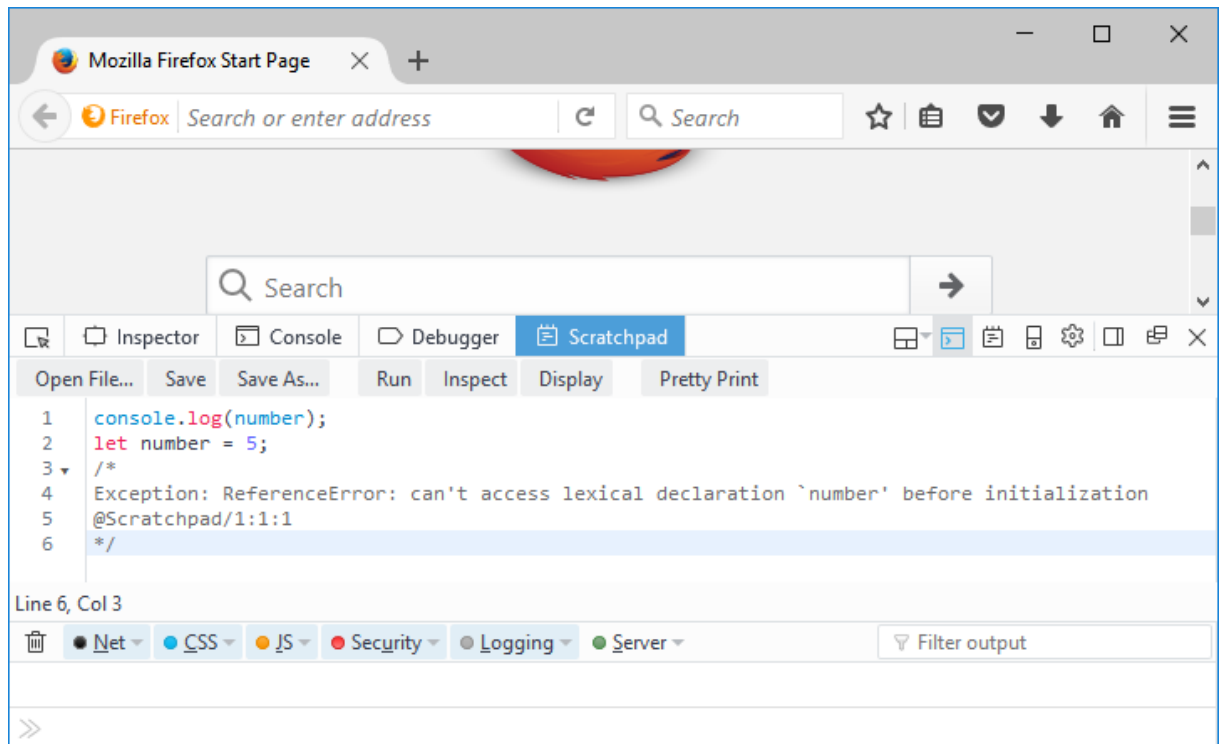 Mozilla Firefox Start Page
Firefox Search or enter address Search
Search
Inspector Console Debugger Scratchpad
Open File... Save Save As... Run Inspect Display Pretty Print
1 console.log(number);
2 let number = 5;
3 /*
4 Exception: ReferenceError: can't access lexical declaration `number' before initialization
5 @Scratchpad/1:1:1
6 */
Line 6, Col 3
Net CSS JS Security Logging Server Filter output